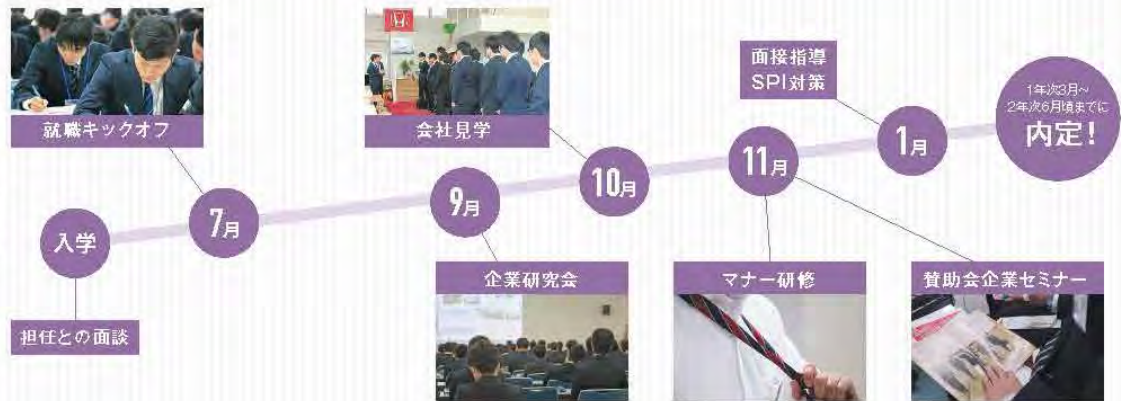 入学
担任との面談
7月
就職キックオフ
9月
企業研究会
10月
会社見学
11月
マナー研修
賛助会企業セミナー
1月
面接指導
SPI対策
1年次3月～
2年次6月頃までに
内定！